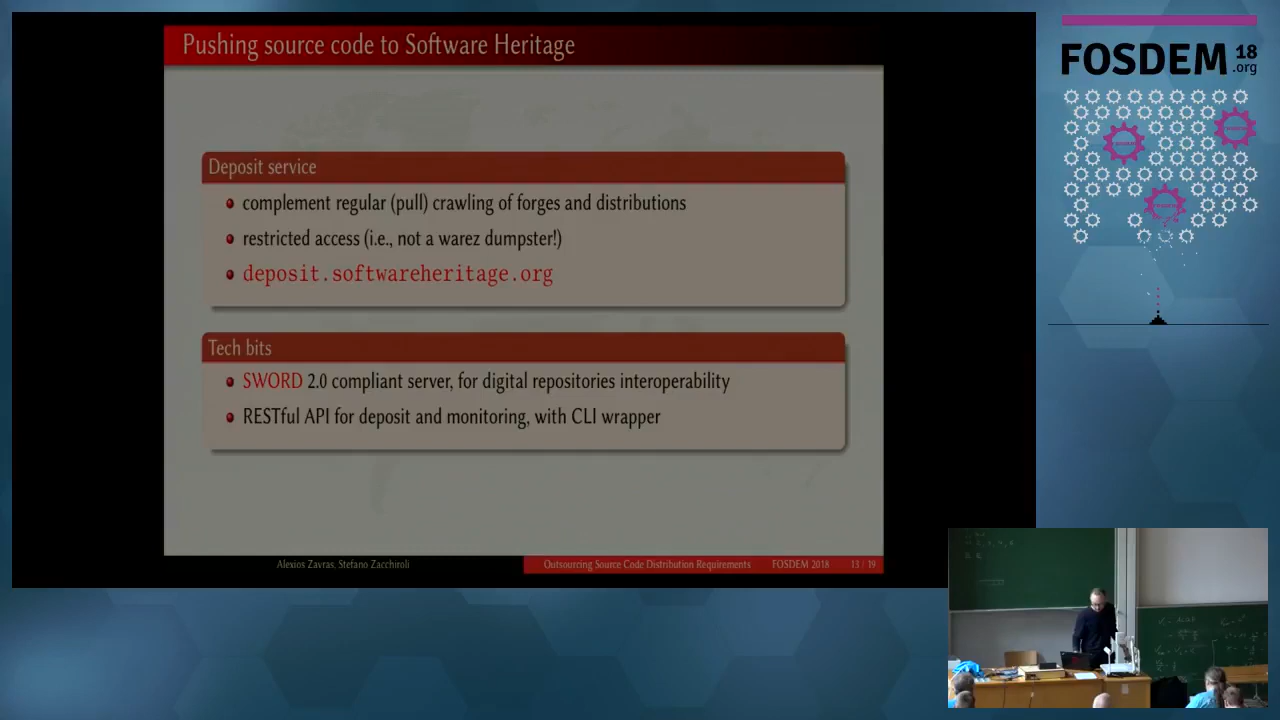 Pushing source code to Software Heritage
Deposit service
complement regular (pull) crawling of forges and distributions
restricted access (i.e., not a warez dumpster!)
deposit.softwareheritage.org
Tech bits
SWORD 2.0 compliant server, for digital repositories interoperability
RESTful API for deposit and monitoring, with CLI wrapper
Alexios Zavras, Stefano Zacchiroli
Outsourcing Source Code Distribution Requirements
FOSDEM 2018
13 / 19
FOSDEM 18
.org